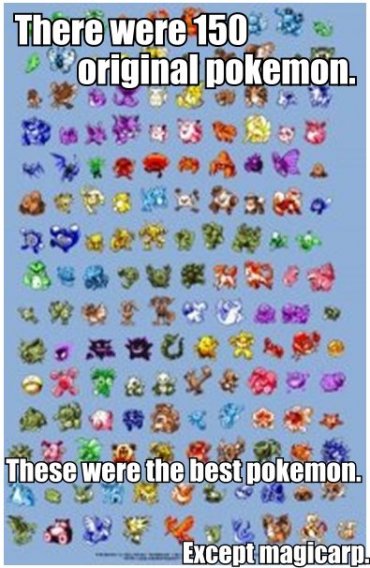 There were 150
original pokemon.
These were the best pokemon.
Except magicarp.